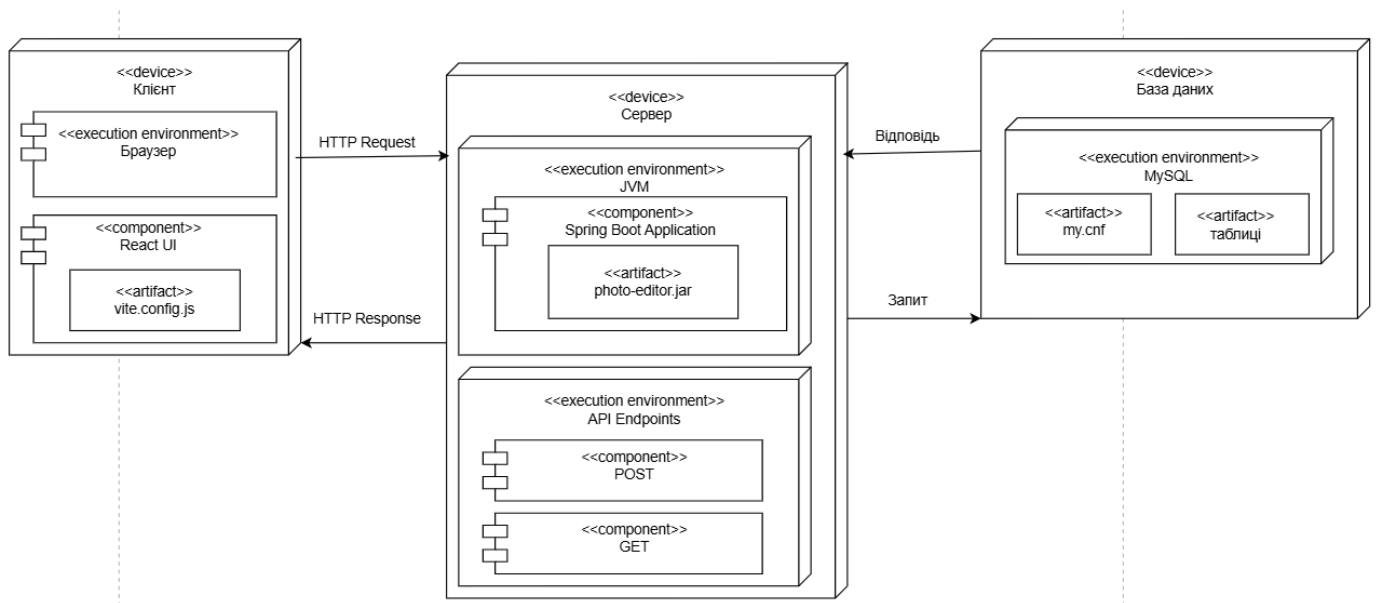 <<device>>
Клієнт
<<execution environment>>
Браузер
<<component>>
React UI
<<artifact>>
vite.config.js
HTTP Request
HTTP Response
<<device>>
Сервер
<<execution environment>>
JVM
<<component>>
Spring Boot Application
<<artifact>>
photo-editor.jar
<<execution environment>>
API Endpoints
<<component>>
POST
<<component>>
GET
Відповідь
Запит
<<device>>
База даних
<<execution environment>>
MySQL
<<artifact>>
my.cnf
<<artifact>>
таблиці